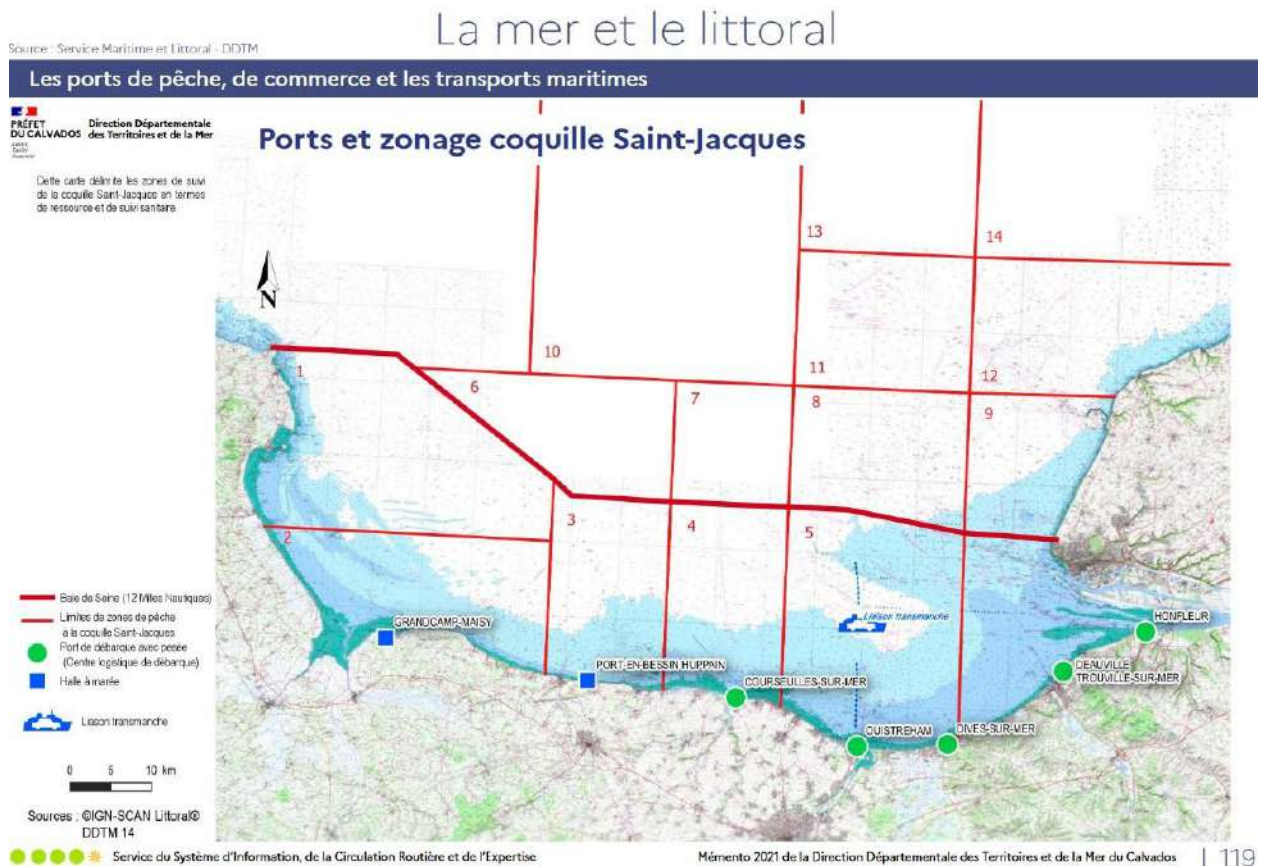 La mer et le littoral
Source : Service Maritime et Littoral - DDTM
Les ports de pêche, de commerce et les transports maritimes
PRÉFET
DU CALVADOS
Direction Départementale
des Territoires et de la Mer
Ports et zonage coquille Saint-Jacques
Cette carte délimite les zones de suivi
de la coquille Saint-Jacques en termes
de ressource et de suivi sanitaire.
N
13
14
10
11
12
1
6
7
8
9
2
3
4
5
GRANDCAMP-MAISY
PORT-EN-BESSIN HUPPAIN
COURSEULLES-SUR-MER
Liaison transmanche
OUISTREHAM
DIVES-SUR-MER
DEAUVILLE
TROUVILLE-SUR-MER
HONFLEUR
Baie de Seine (12 Milles Nautiques)
Limites de zones de pêche
a la coquille Saint-Jacques
Port de débarque avec pesée
(Centre logistique de débarque)
Halle à marée
Liaison transmanche
0 5 10 km
Sources : ©IGN-SCAN Littoral®
DDTM 14
Service du Système d'Information, de la Circulation Routière et de l'Expertise
Mémento 2021 de la Direction Départementale des Territoires et de la Mer du Calvados | 119